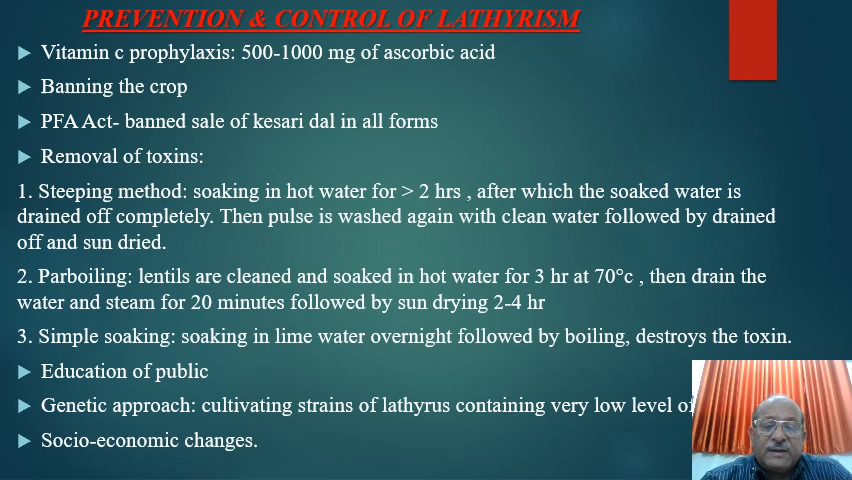 PREVENTION & CONTROL OF LATHYRISM
Vitamin c prophylaxis: 500-1000 mg of ascorbic acid
Banning the crop
PFA Act- banned sale of kesari dal in all forms
Removal of toxins:
1. Steeping method: soaking in hot water for > 2 hrs , after which the soaked water is
drained off completely. Then pulse is washed again with clean water followed by drained
off and sun dried.
2. Parboiling: lentils are cleaned and soaked in hot water for 3 hr at 70°c , then drain the
water and steam for 20 minutes followed by sun drying 2-4 hr
3. Simple soaking: soaking in lime water overnight followed by boiling, destroys the toxin.
Education of public
Genetic approach: cultivating strains of lathyrus containing very low level of
Socio-economic changes.